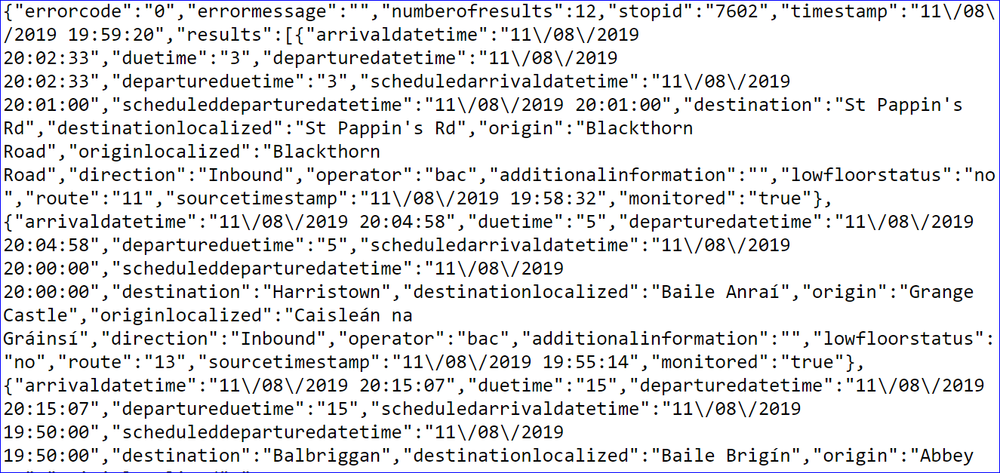 {"errorcode":"0","errormessage":"","numberofresults":12,"stopid":"7602","timestamp":"11\/08\
/2019 19:59:20","results":[{"arrivaldatetime":"11\/08\/2019
20:02:33","duetime":"3","departuredatetime":"11\/08\/2019
20:02:33","departureduetime":"3","scheduledarrivaldatetime":"11\/08\/2019
20:01:00","scheduleddeparturedatetime":"11\/08\/2019 20:01:00","destination":"St Pappin's
Rd","destinationlocalized":"St Pappin's Rd","origin":"Blackthorn
Road","originlocalized":"Blackthorn
Road","direction":"Inbound","operator":"bac","additionalinformation":"","lowfloorstatus":"no
","route":"11","sourcetimestamp":"11\/08\/2019 19:58:32","monitored":"true"},
{"arrivaldatetime":"11\/08\/2019 20:04:58","duetime":"5","departuredatetime":"11\/08\/2019
20:04:58","departureduetime":"5","scheduledarrivaldatetime":"11\/08\/2019
20:00:00","scheduleddeparturedatetime":"11\/08\/2019
20:00:00","destination":"Harristown","destinationlocalized":"Baile Anraí","origin":"Grange
Castle","originlocalized":"Caisleán na
Gráinsí","direction":"Inbound","operator":"bac","additionalinformation":"","lowfloorstatus":
"no","route":"13","sourcetimestamp":"11\/08\/2019 19:55:14","monitored":"true"},
{"arrivaldatetime":"11\/08\/2019 20:15:07","duetime":"15","departuredatetime":"11\/08\/2019
20:15:07","departureduetime":"15","scheduledarrivaldatetime":"11\/08\/2019
19:50:00","scheduleddeparturedatetime":"11\/08\/2019
19:50:00","destination":"Balbriggan","destinationlocalized":"Baile Brigín","origin":"Abbey